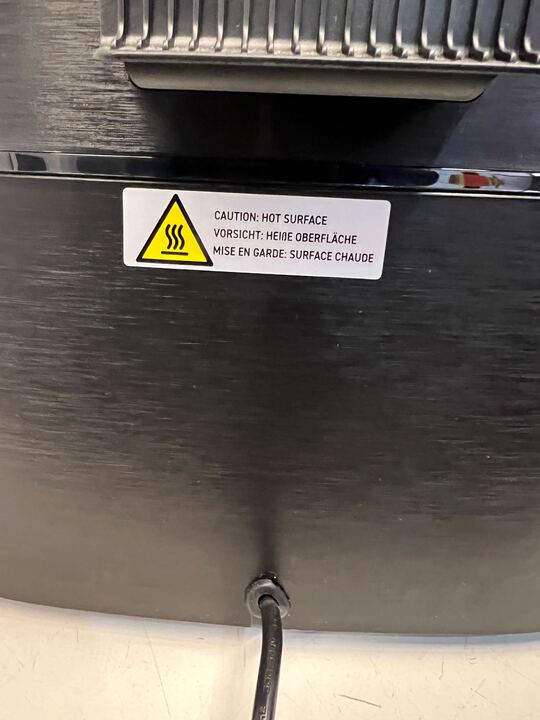 CAUTION: HOT SURFACE
VORSICHT: HEIßE OBERFLÄCHE
MISE EN GARDE: SURFACE CHAUDE